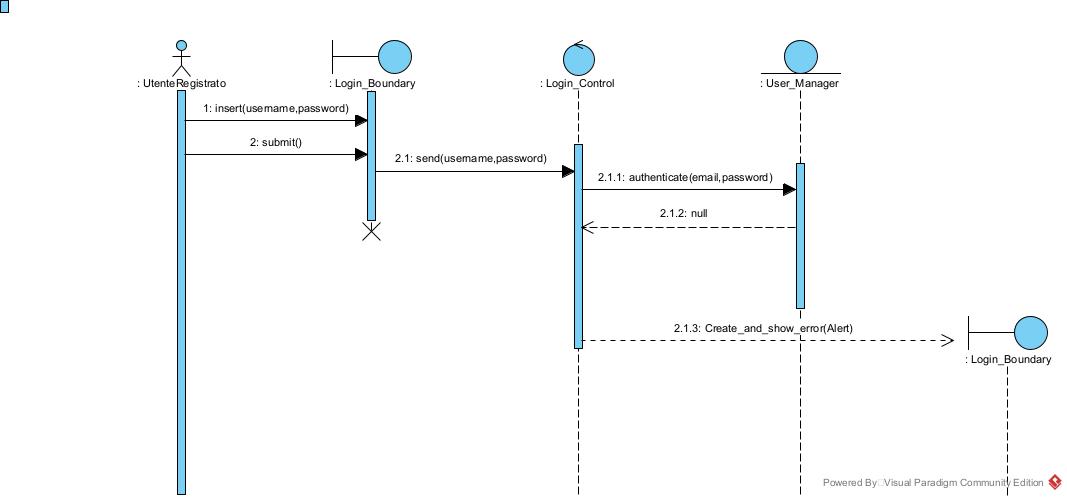 : UtenteRegistrato
: Login_Boundary
: Login_Control
: User_Manager
1: insert(username,password)
2: submit()
2.1: send(username,password)
2.1.1: authenticate(email,password)
2.1.2: null
2.1.3: Create_and_show_error(Alert)
: Login_Boundary
Powered By Visual Paradigm Community Edition